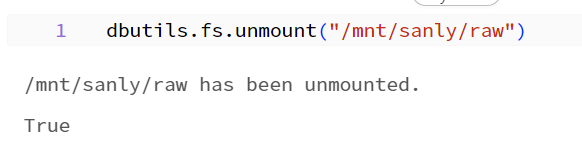 1 dbutils.fs.unmount("/mnt/sanly/raw")
/mnt/sanly/raw has been unmounted.
True